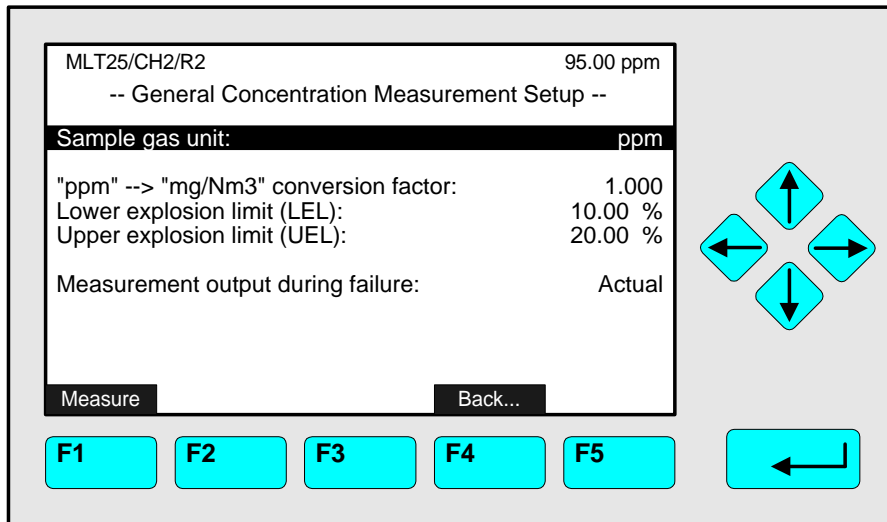 MLT25/CH2/R2 95.00 ppm
-- General Concentration Measurement Setup --
Sample gas unit: ppm
"ppm" --> "mg/Nm3" conversion factor: 1.000
Lower explosion limit (LEL): 10.00 %
Upper explosion limit (UEL): 20.00 %
Measurement output during failure: Actual
Measure Back...
F1 F2 F3 F4 F5